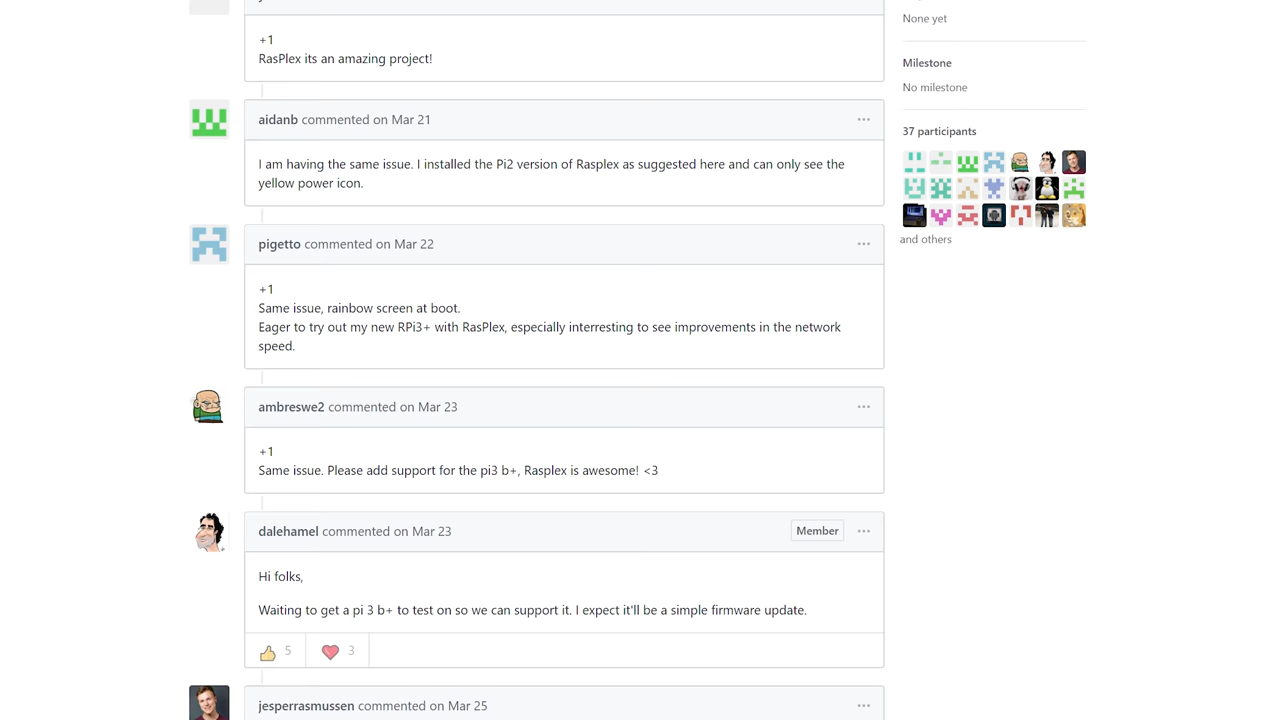 None yet
+1
RasPlex its an amazing project!
Milestone
No milestone
37 participants
and others
aidanb commented on Mar 21
I am having the same issue. I installed the Pi2 version of Rasplex as suggested here and can only see the
yellow power icon.
pigetto commented on Mar 22
+1
Same issue, rainbow screen at boot.
Eager to try out my new RPi3+ with RasPlex, especially interresting to see improvements in the network
speed.
ambreswe2 commented on Mar 23
+1
Same issue. Please add support for the pi3 b+, Rasplex is awesome! <3
dalehamel commented on Mar 23
Member
Hi folks,
Waiting to get a pi 3 b+ to test on so we can support it. I expect it'll be a simple firmware update.
5
3
jesperrasmussen commented on Mar 25